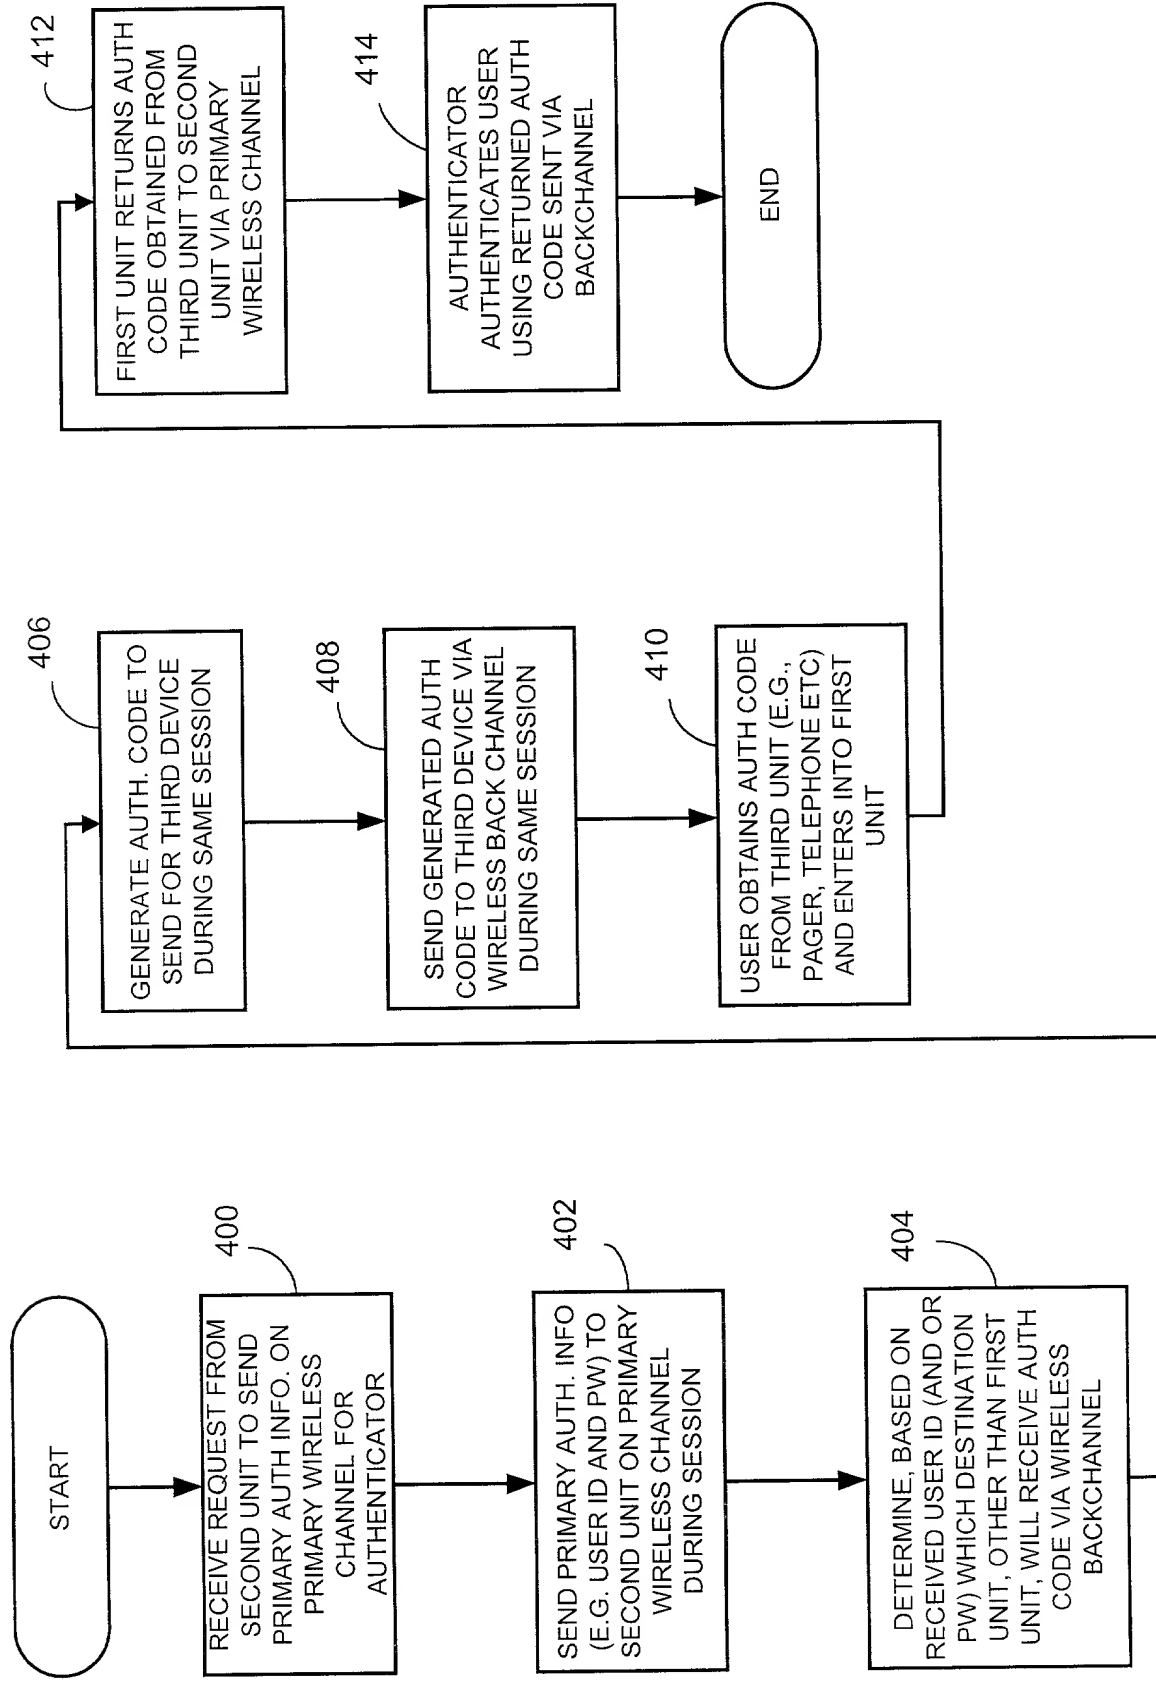 START
400
RECEIVE REQUEST FROM
SECOND UNIT TO SEND
PRIMARY AUTH INFO. ON
PRIMARY WIRELESS
CHANNEL FOR
AUTHENTICATOR
402
SEND PRIMARY AUTH. INFO
(E.G. USER ID AND PW) TO
SECOND UNIT ON PRIMARY
WIRELESS CHANNEL
DURING SESSION
404
DETERMINE, BASED ON
RECEIVED USER ID (AND OR
PW) WHICH DESTINATION
UNIT, OTHER THAN FIRST
UNIT, WILL RECEIVE AUTH
CODE VIA WIRELESS
BACKCHANNEL
406
GENERATE AUTH. CODE TO
SEND FOR THIRD DEVICE
DURING SAME SESSION
408
SEND GENERATED AUTH
CODE TO THIRD DEVICE VIA
WIRELESS BACK CHANNEL
DURING SAME SESSION
410
USER OBTAINS AUTH CODE
FROM THIRD UNIT (E.G.,
PAGER, TELEPHONE ETC)
AND ENTERS INTO FIRST
UNIT
412
FIRST UNIT RETURNS AUTH
CODE OBTAINED FROM
THIRD UNIT TO SECOND
UNIT VIA PRIMARY
WIRELESS CHANNEL
414
AUTHENTICATOR
AUTHENTICATES USER
USING RETURNED AUTH
CODE SENT VIA
BACKCHANNEL
END